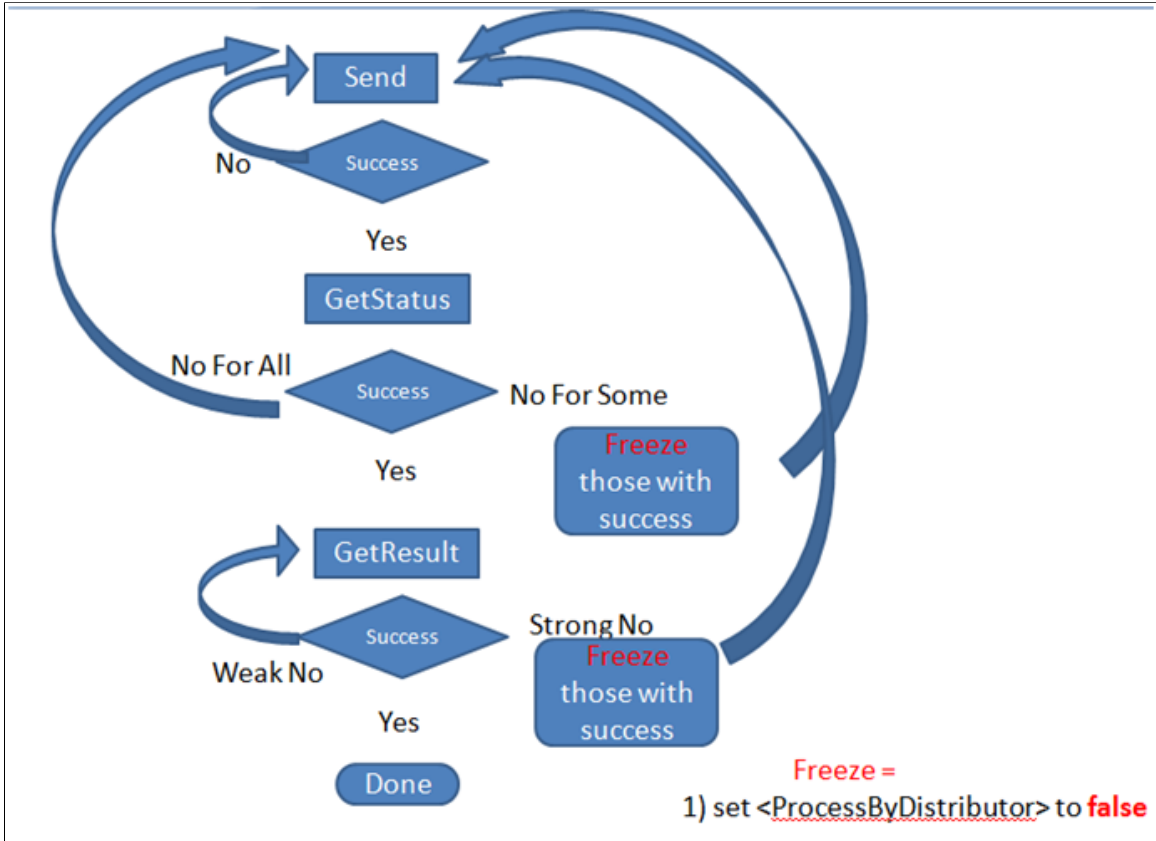 Send
Success
No
Yes
GetStatus
No For All
Success
No For Some
Freeze
those with
success
Yes
GetResult
Success
Strong No
Weak No
Freeze
those with
success
Yes
Done
Freeze =
1) set <ProcessByDistributor> to false